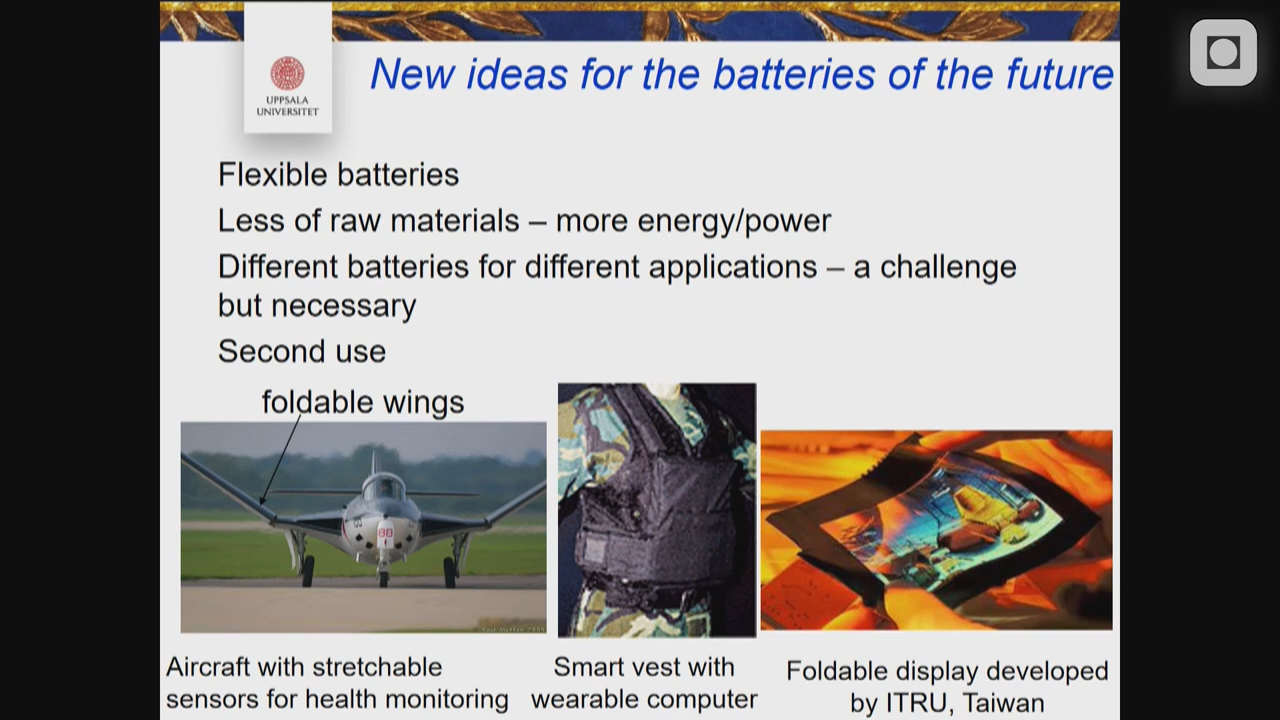 UPPSALA
UNIVERSITET
New ideas for the batteries of the future
Flexible batteries
Less of raw materials – more energy/power
Different batteries for different applications – a challenge
but necessary
Second use
foldable wings
88
Aircraft with stretchable
sensors for health monitoring
Smart vest with
wearable computer
Foldable display developed
by ITRU, Taiwan